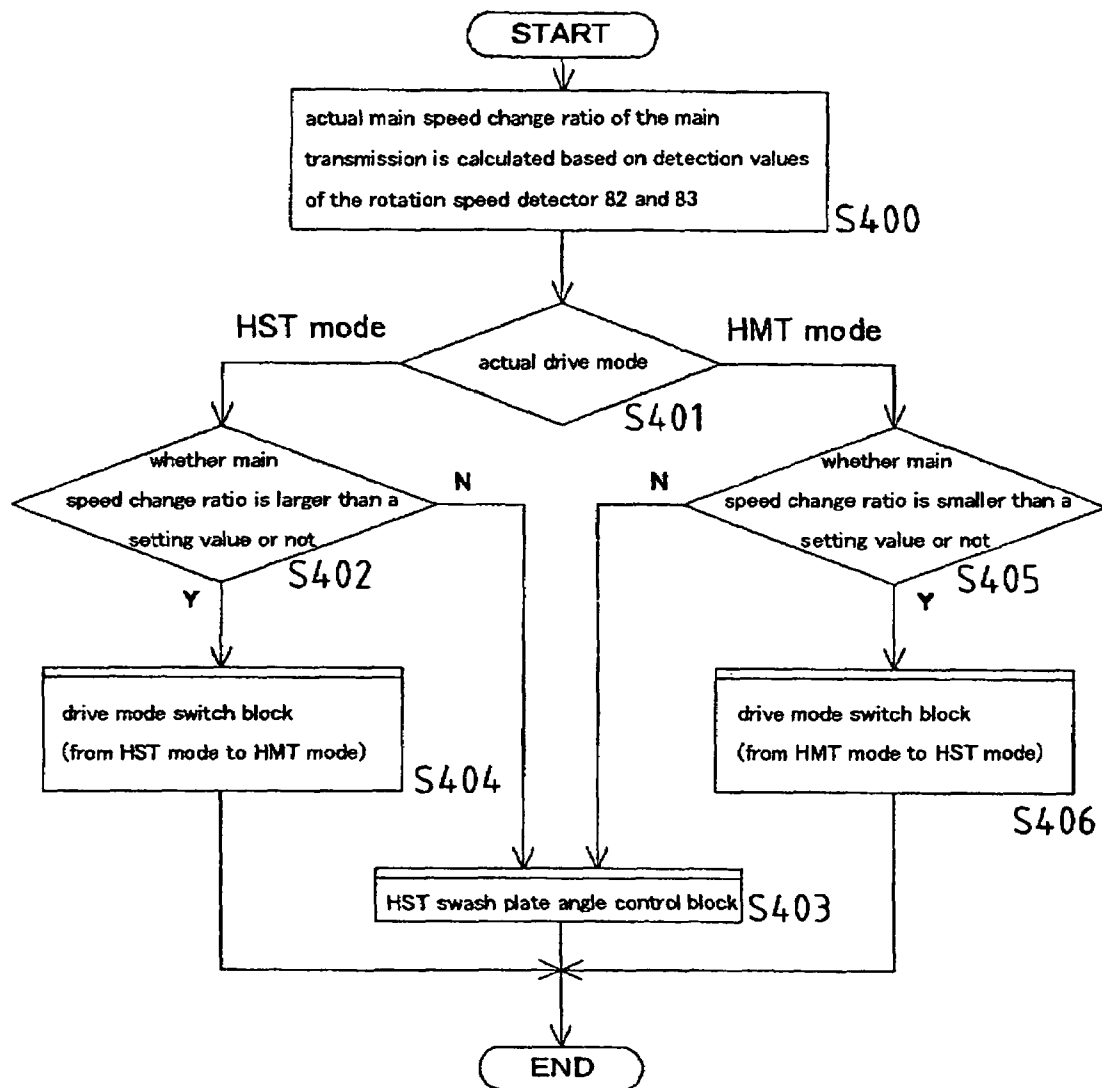 START
actual main speed change ratio of the main
transmission is calculated based on detection values
of the rotation speed detector 82 and 83
S400
HST mode
HMT mode
actual drive mode
S401
whether main
speed change ratio is larger than a
setting value or not
S402
N
Y
whether main
speed change ratio is smaller than a
setting value or not
S405
N
Y
drive mode switch block
(from HST mode to HMT mode)
S404
drive mode switch block
(from HMT mode to HST mode)
S406
HST swash plate angle control block
S403
END